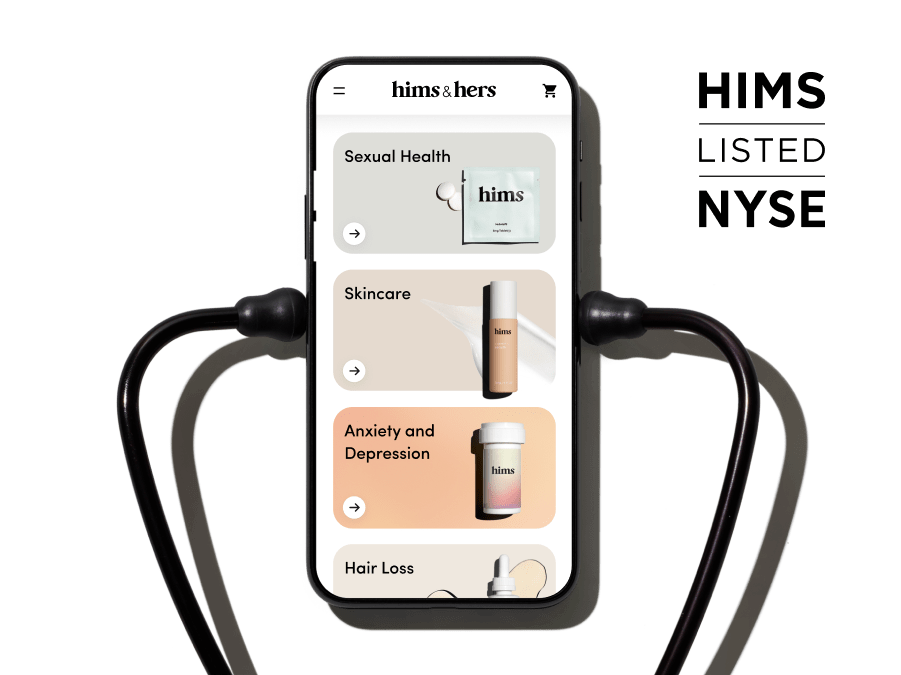 hims & hers
Sexual Health
hims
Skincare
hims
Anxiety and
Depression
hims
Hair Loss
HIMS
LISTED
NYSE